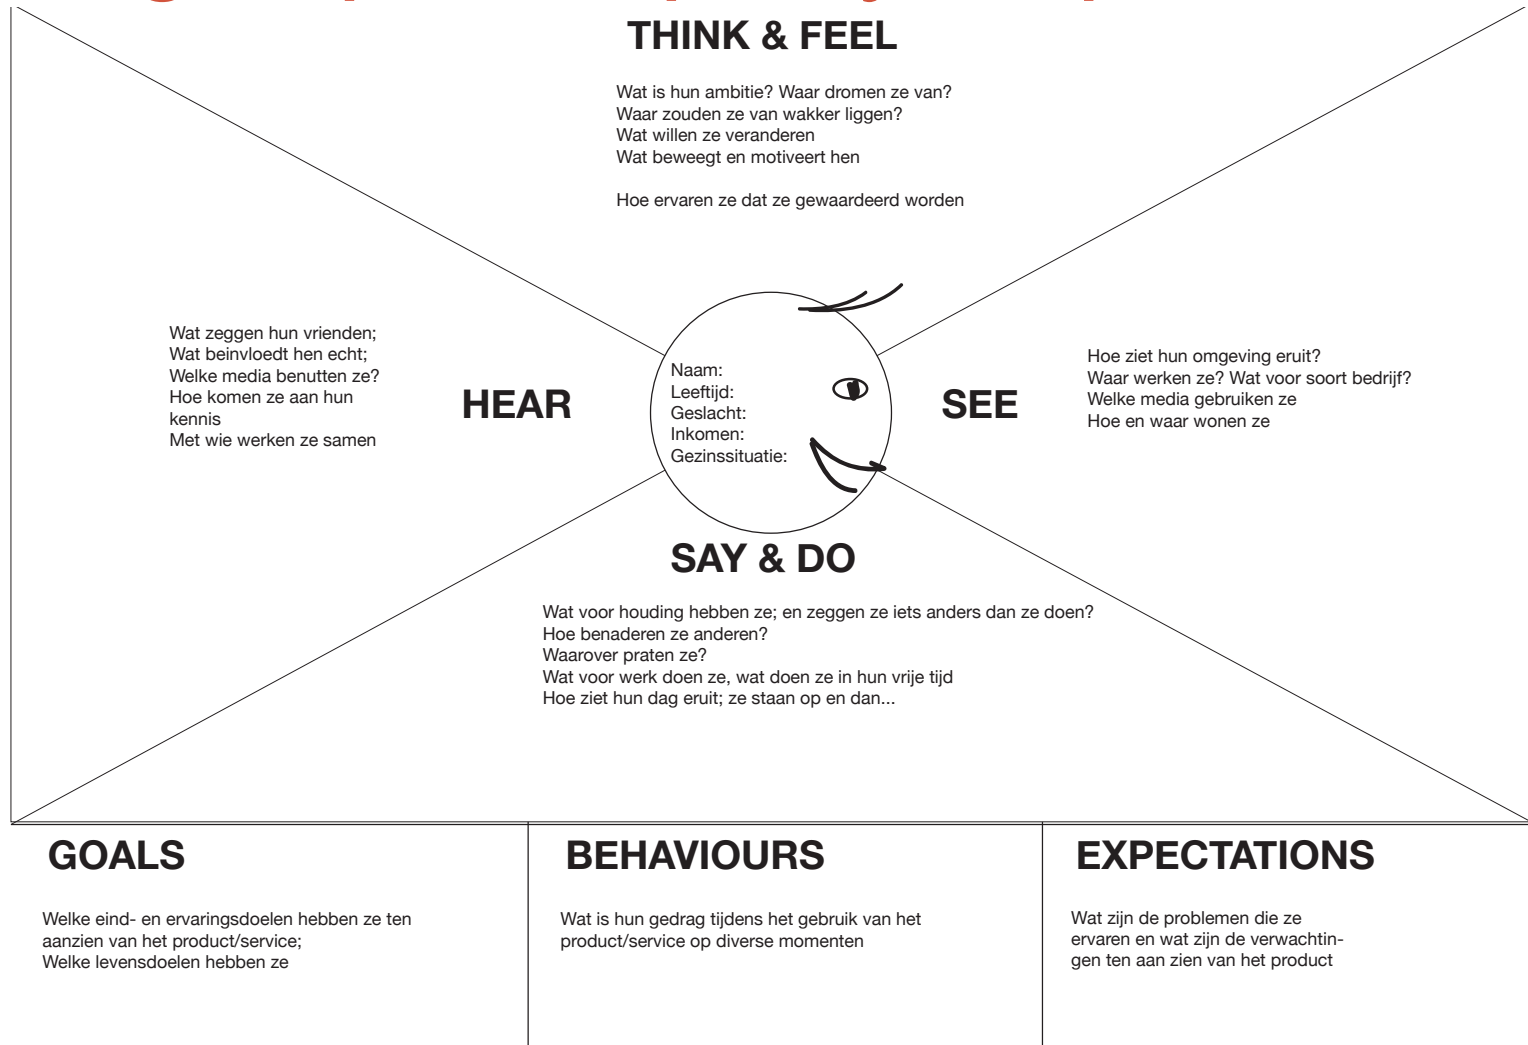 THINK & FEEL
Wat is hun ambitie? Waar dromen ze van?
Waar zouden ze van wakker liggen?
Wat willen ze veranderen
Wat beweegt en motiveert hen
Hoe ervaren ze dat ze gewaardeerd worden
Wat zeggen hun vrienden;
Wat beinvloedt hen echt;
Welke media benutten ze?
Hoe komen ze aan hun
kennis
Met wie werken ze samen
HEAR
Naam:
Leeftijd:
Geslacht:
Inkomen:
Gezinssituatie:
SEE
Hoe ziet hun omgeving eruit?
Waar werken ze? Wat voor soort bedrijf?
Welke media gebruiken ze
Hoe en waar wonen ze
SAY & DO
Wat voor houding hebben ze; en zeggen ze iets anders dan ze doen?
Hoe benaderen ze anderen?
Waarover praten ze?
Wat voor werk doen ze, wat doen ze in hun vrije tijd
Hoe ziet hun dag eruit; ze staan op en dan...
GOALS
Welke eind- en ervaringsdoelen hebben ze ten
aanzien van het product/service;
Welke levensdoelen hebben ze
BEHAVIOURS
Wat is hun gedrag tijdens het gebruik van het
product/service op diverse momenten
EXPECTATIONS
Wat zijn de problemen die ze
ervaren en wat zijn de verwachtin-
gen ten aan zien van het product